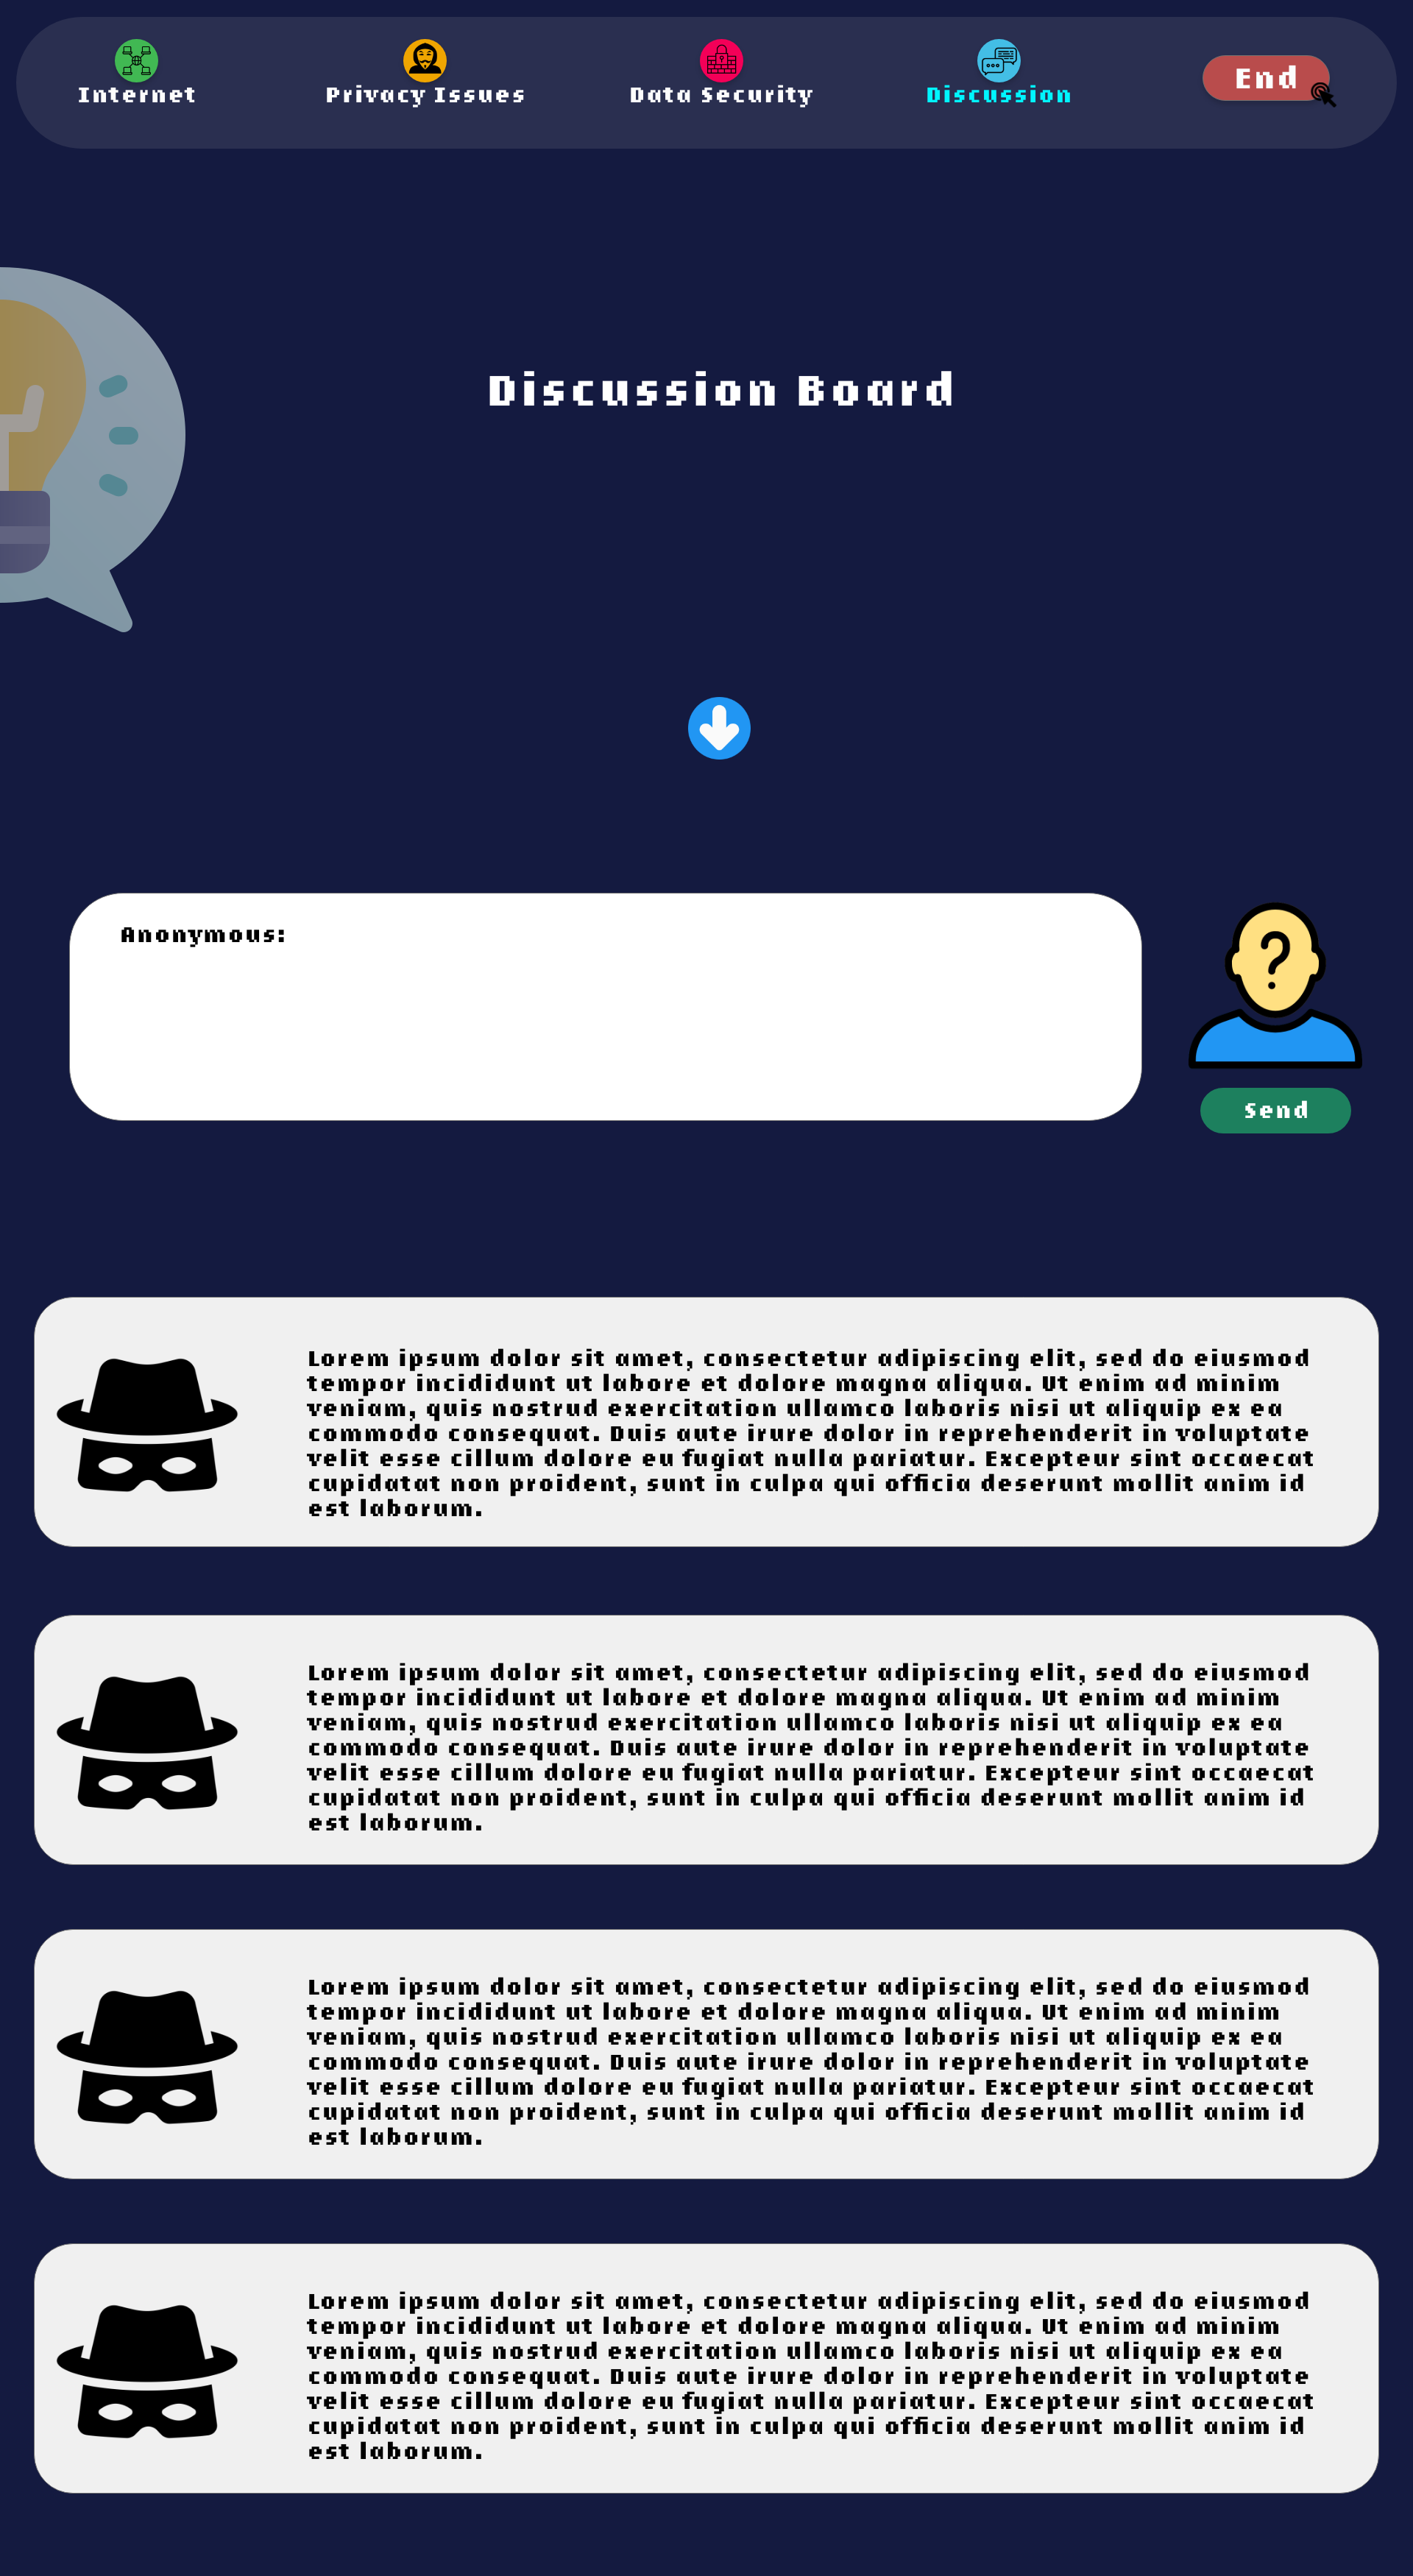 Internet
Privacy Issues
Data Security
Discussion
End
Discussion Board
?
Anonymous:
Send
Lorem ipsum dolor sit amet, consectetur adipiscing elit, sed do eiusmod
tempor incididunt ut labore et dolore magna aliqua. Ut enim ad minim
veniam, quis nostrud exercitation ullamco laboris nisi ut aliquip ex ea
commodo consequat. Duis aute irure dolor in reprehenderit in voluptate
velit esse cillum dolore eu fugiat nulla pariatur. Excepteur sint occaecat
cupidatat non proident, sunt in culpa qui officia deserunt mollit anim id
est laborum.
Lorem ipsum dolor sit amet, consectetur adipiscing elit, sed do eiusmod
tempor incididunt ut labore et dolore magna aliqua. Ut enim ad minim
veniam, quis nostrud exercitation ullamco laboris nisi ut aliquip ex ea
commodo consequat. Duis aute irure dolor in reprehenderit in voluptate
velit esse cillum dolore eu fugiat nulla pariatur. Excepteur sint occaecat
cupidatat non proident, sunt in culpa qui officia deserunt mollit anim id
est laborum.
Lorem ipsum dolor sit amet, consectetur adipiscing elit, sed do eiusmod
tempor incididunt ut labore et dolore magna aliqua. Ut enim ad minim
veniam, quis nostrud exercitation ullamco laboris nisi ut aliquip ex ea
commodo consequat. Duis aute irure dolor in reprehenderit in voluptate
velit esse cillum dolore eu fugiat nulla pariatur. Excepteur sint occaecat
cupidatat non proident, sunt in culpa qui officia deserunt mollit anim id
est laborum.
Lorem ipsum dolor sit amet, consectetur adipiscing elit, sed do eiusmod
tempor incididunt ut labore et dolore magna aliqua. Ut enim ad minim
veniam, quis nostrud exercitation ullamco laboris nisi ut aliquip ex ea
commodo consequat. Duis aute irure dolor in reprehenderit in voluptate
velit esse cillum dolore eu fugiat nulla pariatur. Excepteur sint occaecat
cupidatat non proident, sunt in culpa qui officia deserunt mollit anim id
est laborum.